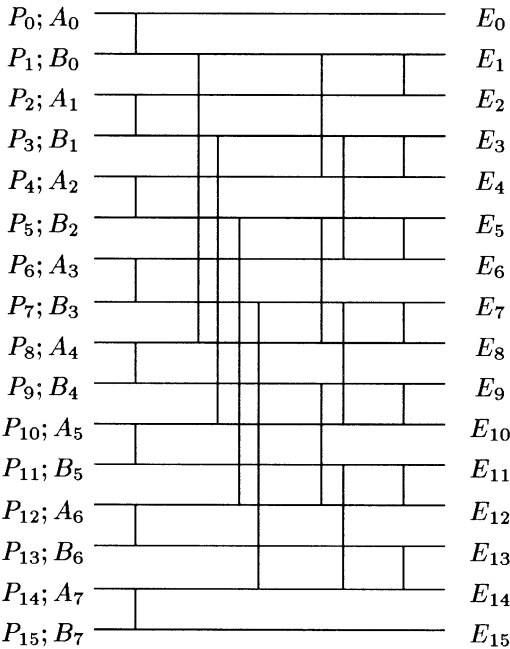 P₀; A₀ E₀
P₁; B₀ E₁
P₂; A₁ E₂
P₃; B₁ E₃
P₄; A₂ E₄
P₅; B₂ E₅
P₆; A₃ E₆
P₇; B₃ E₇
P₈; A₄ E₈
P₉; B₄ E₉
P₁₀; A₅ E₁₀
P₁₁; B₅ E₁₁
P₁₂; A₆ E₁₂
P₁₃; B₆ E₁₃
P₁₄; A₇ E₁₄
P₁₅; B₇ E₁₅